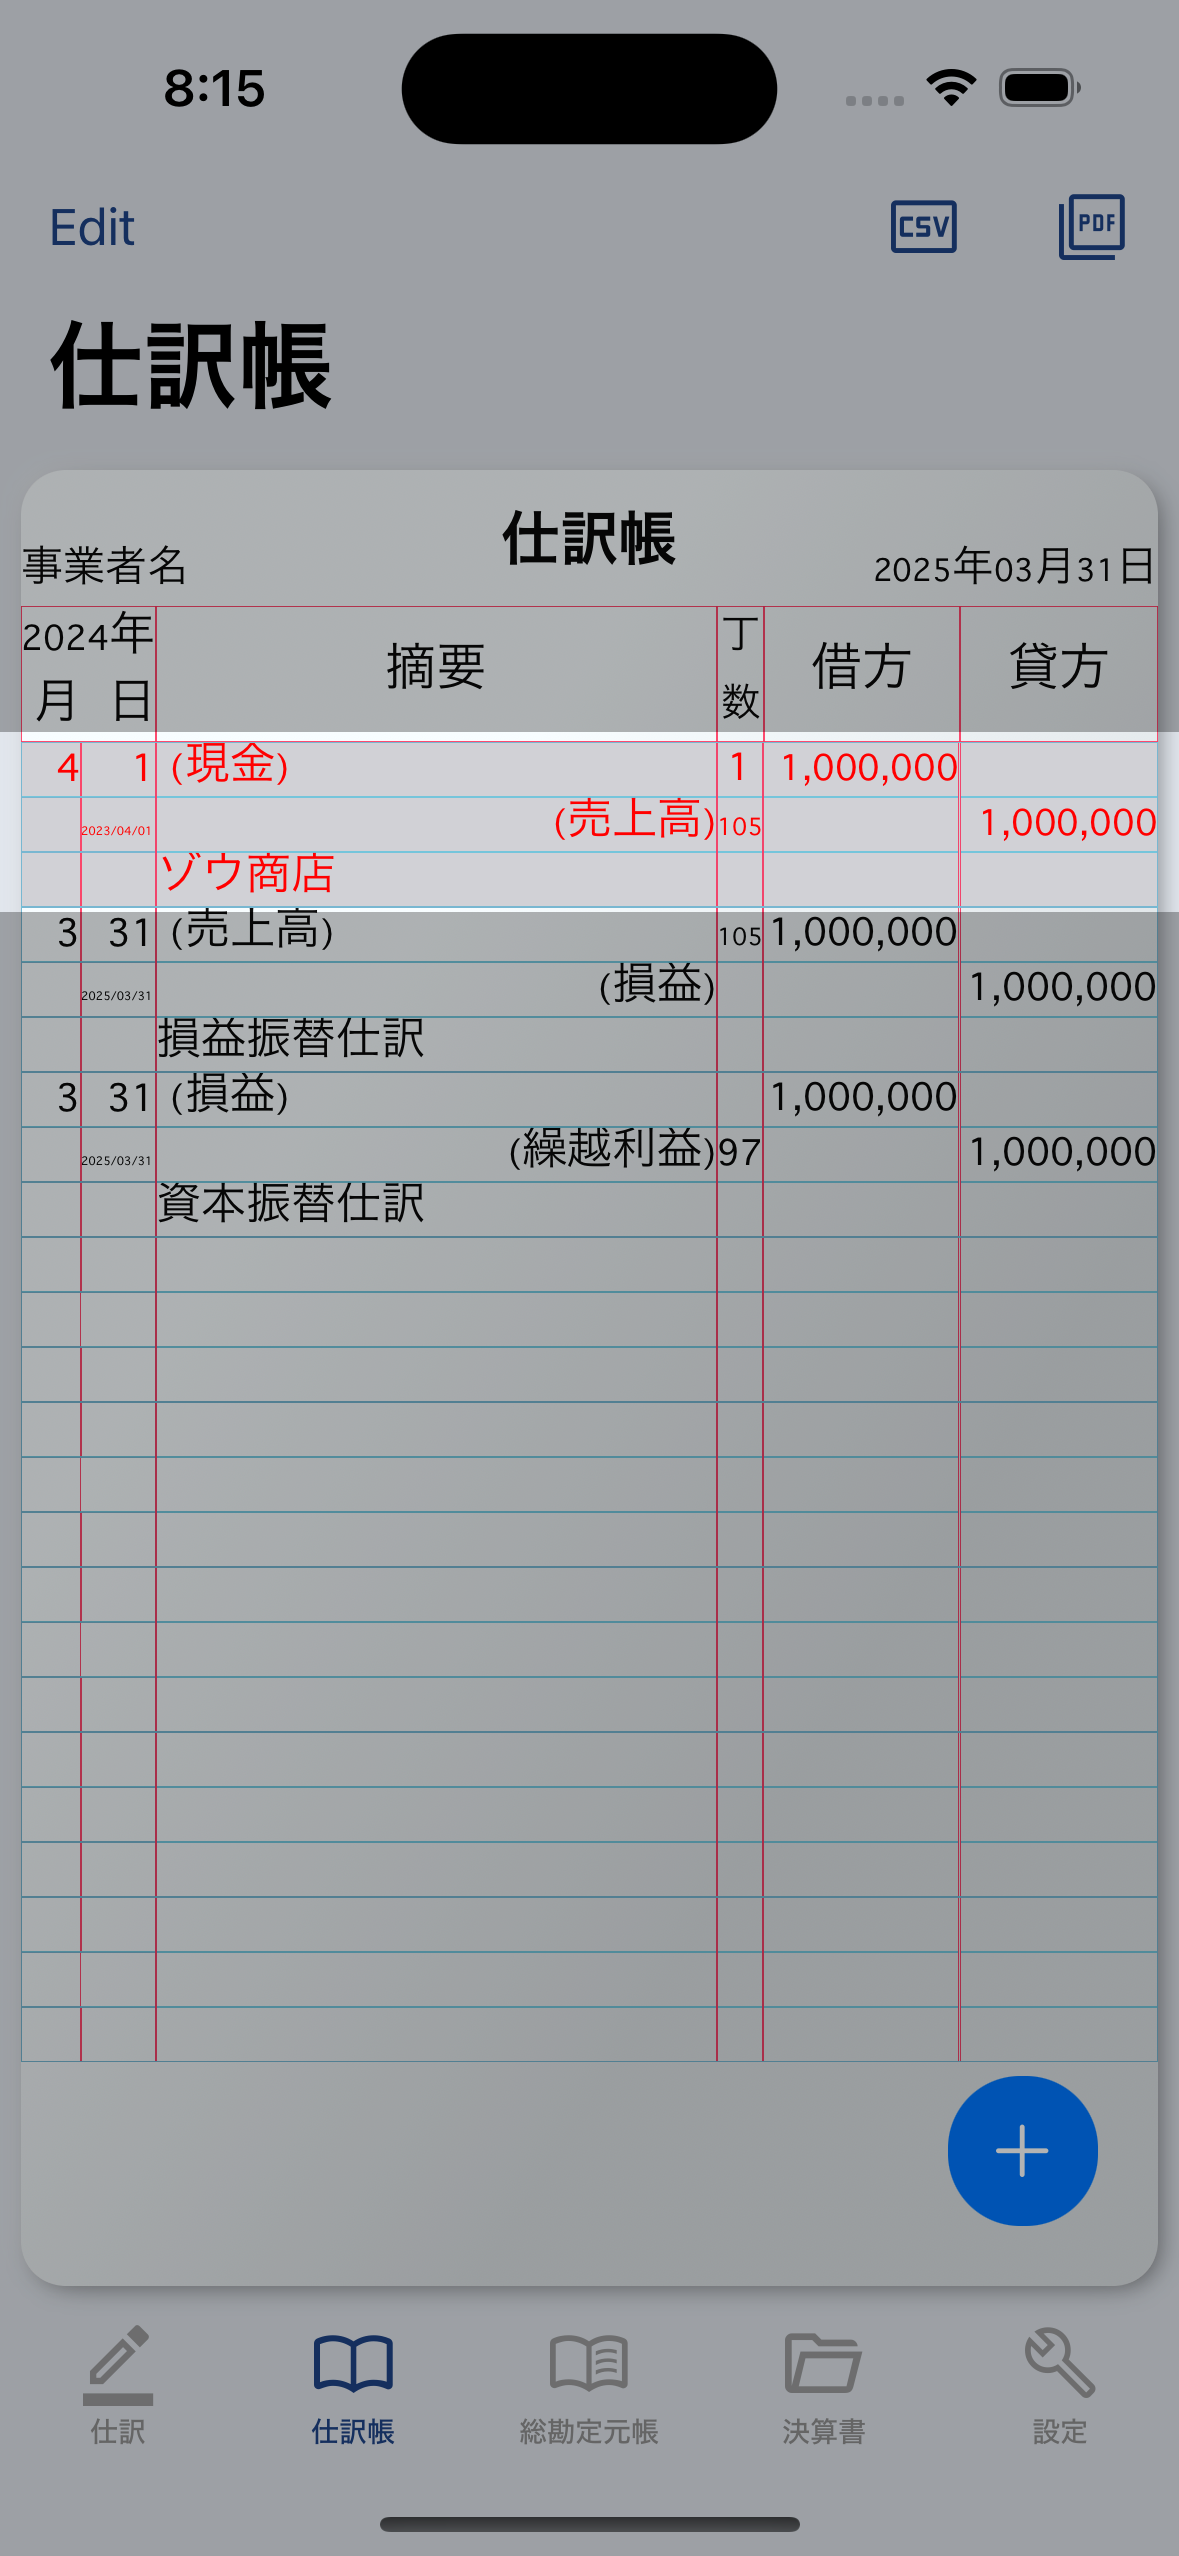 8:15
Edit
CSV
PDF
仕訳帳
仕訳帳
事業者名
2025年03月31日
2024年
月 日 摘要 丁数 借方 貸方
4 1 (現金) 1 1,000,000
2023/04/01 (売上高) 105 1,000,000
ゾウ商店
3 31 (売上高) 105 1,000,000
2025/03/31 (損益) 1,000,000
損益振替仕訳
3 31 (損益) 1,000,000
2025/03/31 (繰越利益) 97 1,000,000
資本振替仕訳
仕訳 仕訳帳 総勘定元帳 決算書 設定